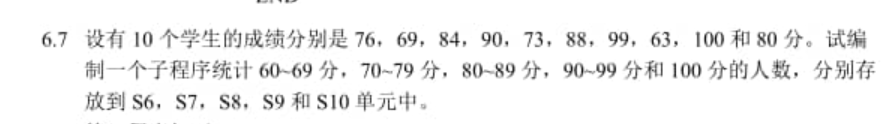 6.7 设有 10 个学生的成绩分别是 76，69，84，90，73，88，99，63，100 和 80 分。试编
制一个子程序统计 60~69 分，70~79 分，80~89 分，90~99 分和 100 分的人数，分别存
放到 S6，S7，S8，S9 和 S10 单元中。